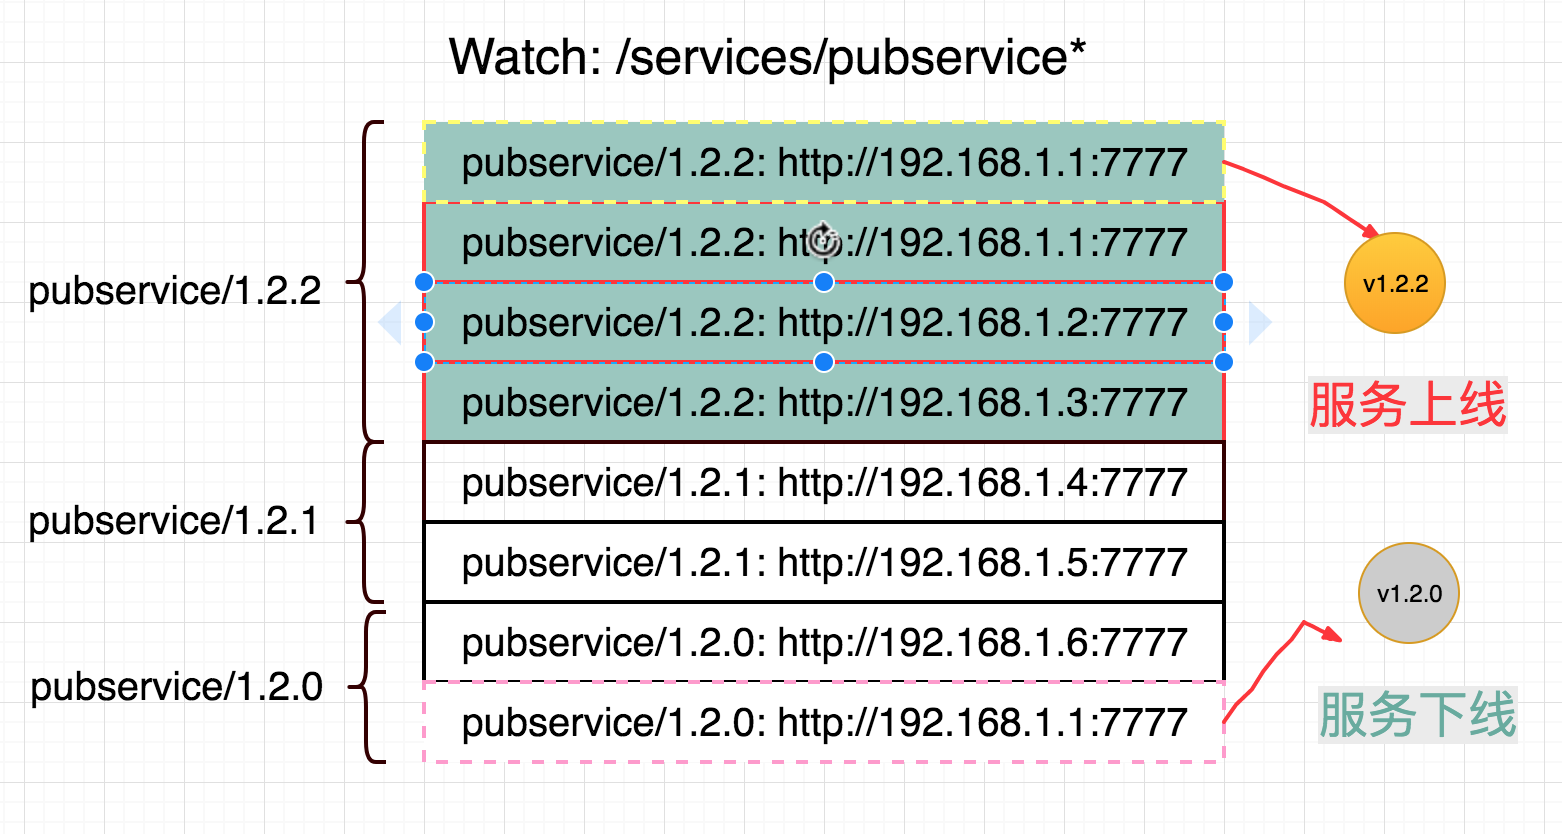 Watch: /services/pubservice*
pubservice/1.2.2: http://192.168.1.1:7777
pubservice/1.2.2: http://192.168.1.1:7777
pubservice/1.2.2
v1.2.2
pubservice/1.2.2: http://192.168.1.2:7777
pubservice/1.2.2: http://192.168.1.3:7777
服务上线
pubservice/1.2.1: http://192.168.1.4:7777
pubservice/1.2.1
pubservice/1.2.1: http://192.168.1.5:7777
v1.2.0
pubservice/1.2.0: http://192.168.1.6:7777
pubservice/1.2.0
pubservice/1.2.0: http://192.168.1.1:7777
服务下线